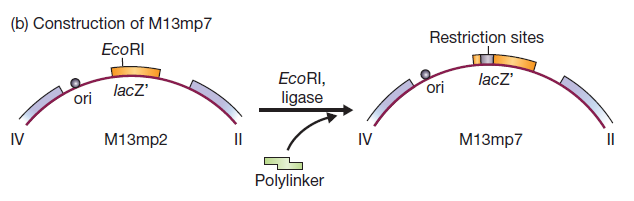 (b) Construction of M13mp7
EcoRI
lacZ'
ori
IV
M13mp2
II
EcoRI,
ligase
Polylinker
Restriction sites
lacZ'
ori
IV
M13mp7
II